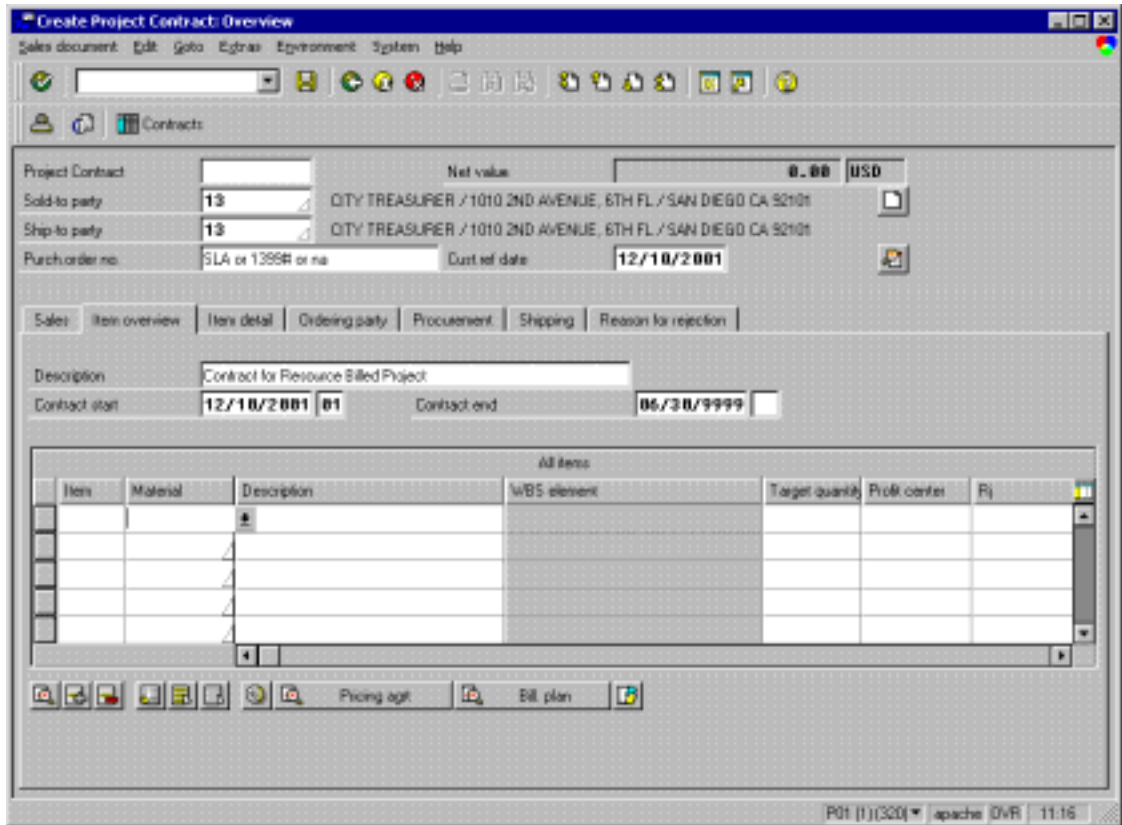 Create Project Contract: Overview
Sales document Edit Goto Extras Environment System Help
Contracts
Project Contract Net value 0.00 USD
Sold-to party 13 CITY TREASURER / 1010 2ND AVENUE, 6TH FL / SAN DIEGO CA 92101
Ship-to party 13 CITY TREASURER / 1010 2ND AVENUE, 6TH FL / SAN DIEGO CA 92101
Purch.order no. SLA or 1399# or na Cust.ref date 12/10/2001
Sales Item overview Item detail Ordering party Procurement Shipping Reason for rejection
Description Contract for Resource Billed Project
Contract start 12/10/2001 01 Contract end 06/30/9999
All items
Item Material Description WBS element Target quantity Profit center Rj
Pricing agrt Bill. plan
P01 (1) (320) apache OVR 11:16